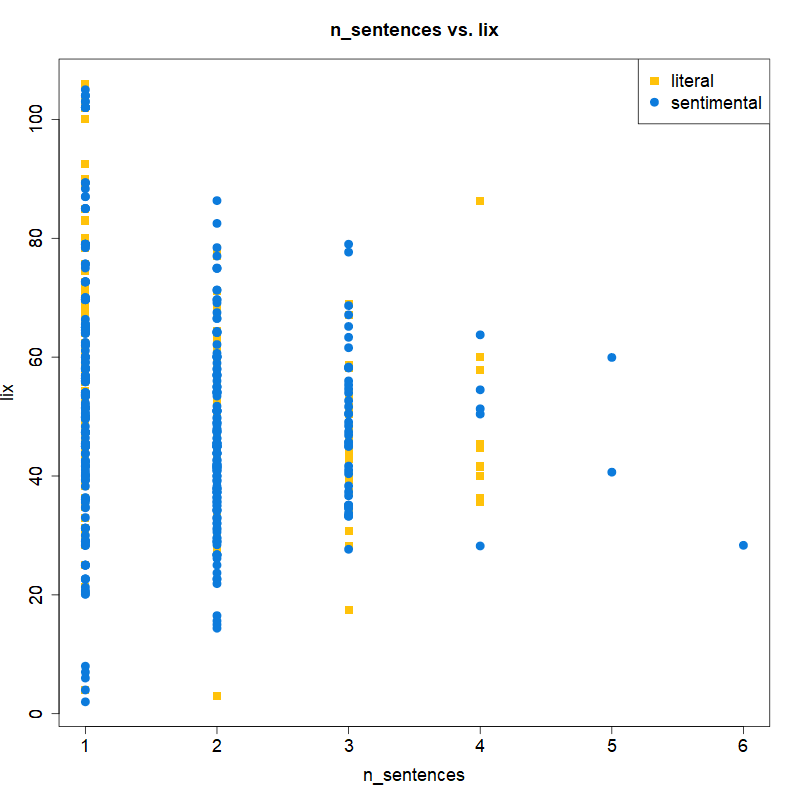 n_sentences vs. lix
literal
sentimental
100
80
60
40
20
0
lix
1 2 3 4 5 6
n_sentences